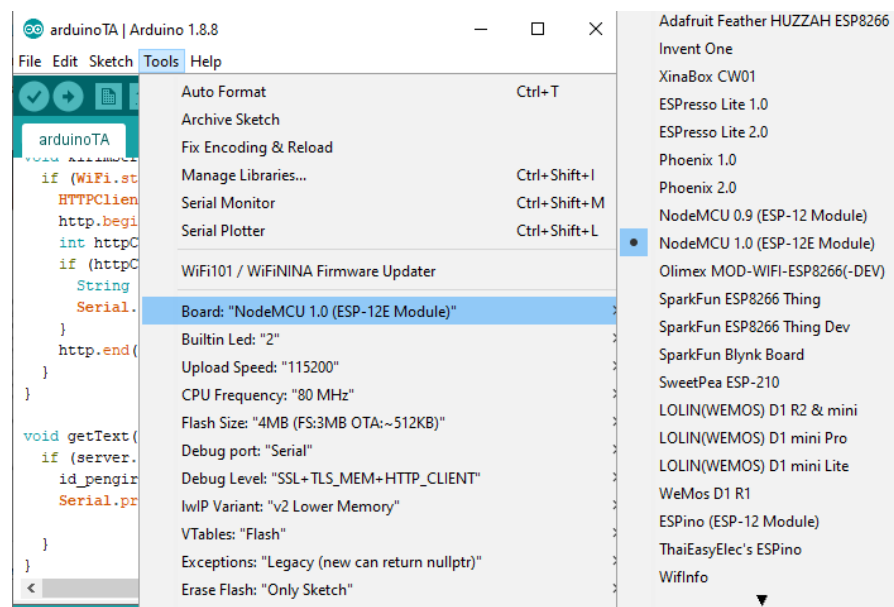 arduinoTA | Arduino 1.8.8
File Edit Sketch Tools Help
arduinoTA
if (WiFi.st
HTTPClien
http.begi
int httpC
if (httpC
String
Serial.
}
http.end(
}
}
void getText(
if (server.
id_pengir
Serial.pr
}
}
Auto Format Ctrl+T
Archive Sketch
Fix Encoding & Reload
Manage Libraries... Ctrl+Shift+I
Serial Monitor Ctrl+Shift+M
Serial Plotter Ctrl+Shift+L
WiFi101 / WiFiNINA Firmware Updater
Board: "NodeMCU 1.0 (ESP-12E Module)"
Builtin Led: "2"
Upload Speed: "115200"
CPU Frequency: "80 MHz"
Flash Size: "4MB (FS:3MB OTA:~512KB)"
Debug port: "Serial"
Debug Level: "SSL+TLS_MEM+HTTP_CLIENT"
lwIP Variant: "v2 Lower Memory"
VTables: "Flash"
Exceptions: "Legacy (new can return nullptr)"
Erase Flash: "Only Sketch"
Adafruit Feather HUZZAH ESP8266
Invent One
XinaBox CW01
ESPresso Lite 1.0
ESPresso Lite 2.0
Phoenix 1.0
Phoenix 2.0
NodeMCU 0.9 (ESP-12 Module)
NodeMCU 1.0 (ESP-12E Module)
Olimex MOD-WIFI-ESP8266(-DEV)
SparkFun ESP8266 Thing
SparkFun ESP8266 Thing Dev
SparkFun Blynk Board
SweetPea ESP-210
LOLIN(WEMOS) D1 R2 & mini
LOLIN(WEMOS) D1 mini Pro
LOLIN(WEMOS) D1 mini Lite
WeMos D1 R1
ESPino (ESP-12 Module)
ThaiEasyElec's ESPino
WifInfo